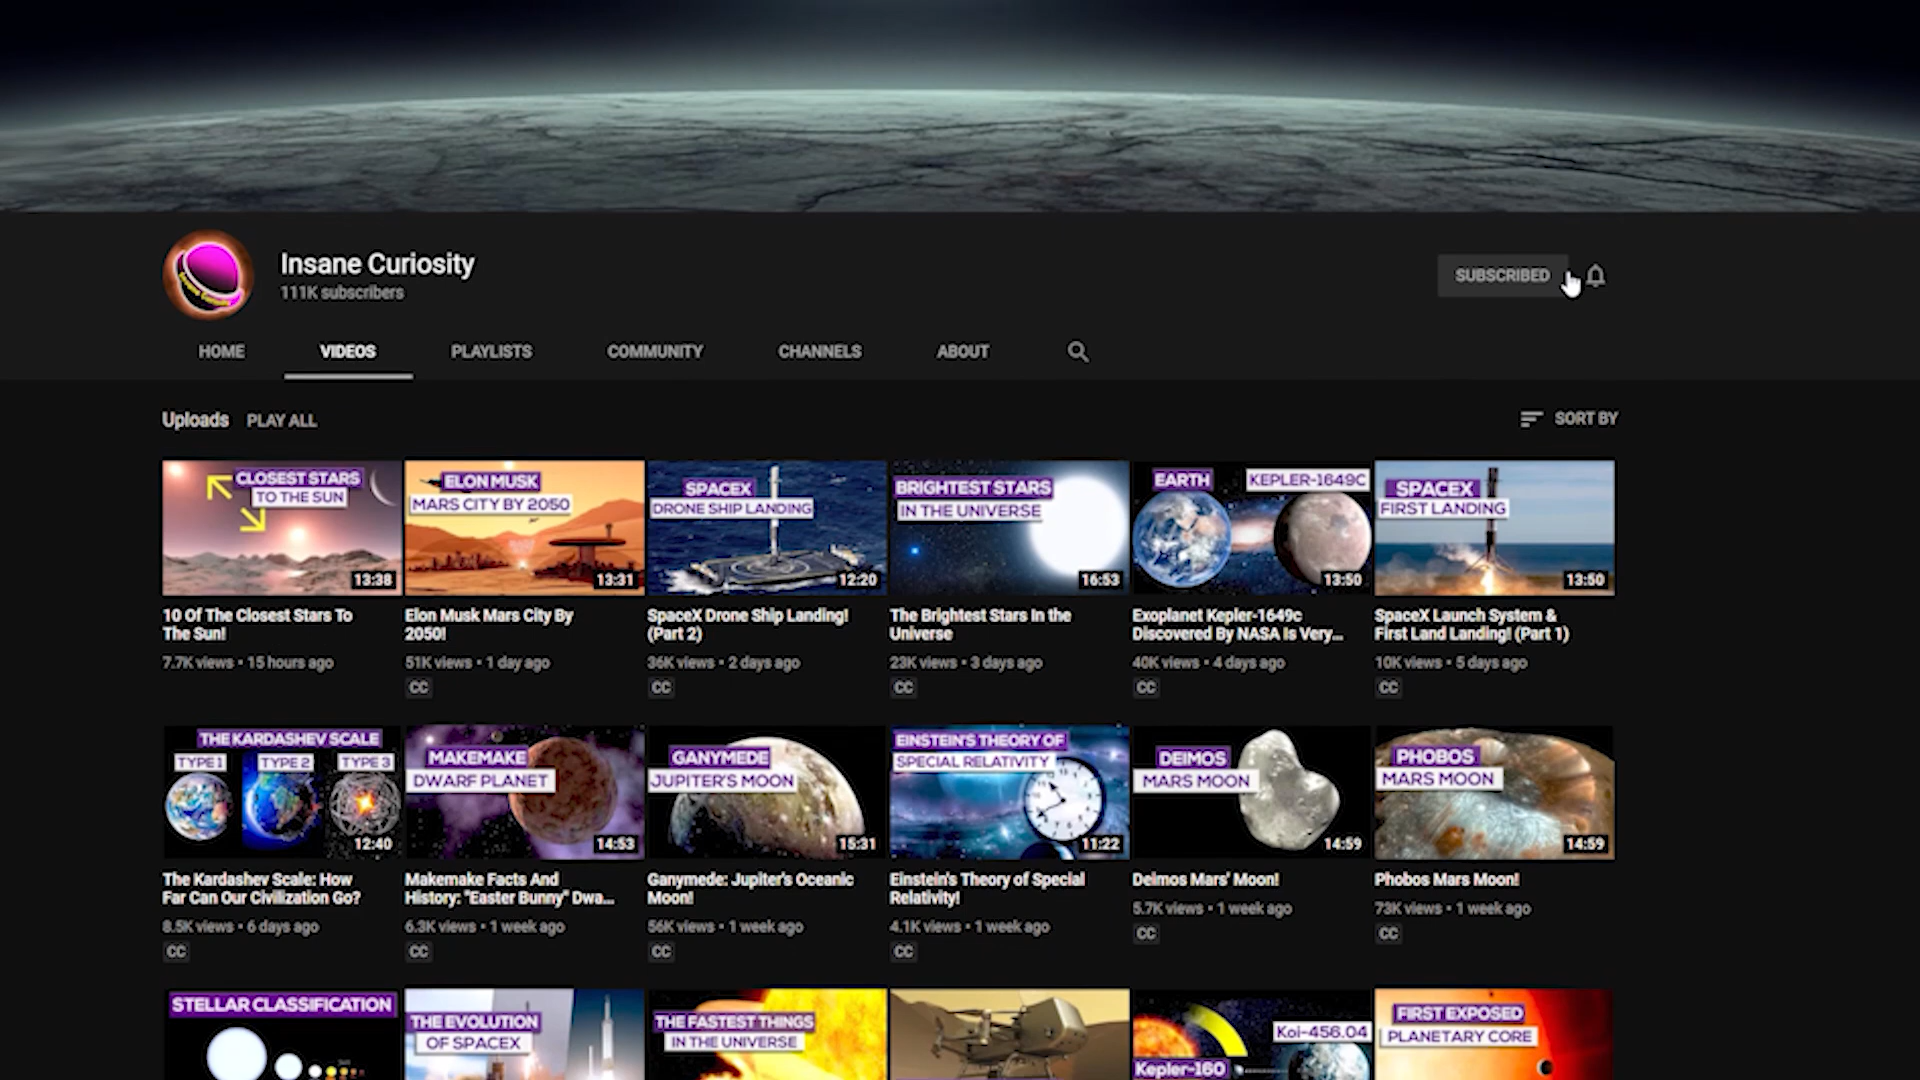 Insane Curiosity
111K subscribers
SUBSCRIBED
HOME
VIDEOS
PLAYLISTS
COMMUNITY
CHANNELS
ABOUT
Uploads
PLAY ALL
SORT BY
CLOSEST STARS
TO THE SUN
13:38
ELON MUSK
MARS CITY BY 2050
13:31
SPACEX
DRONE SHIP LANDING
12:20
BRIGHTEST STARS
IN THE UNIVERSE
16:53
EARTH
KEPLER-1649C
13:50
SPACEX
FIRST LANDING
13:50
10 Of The Closest Stars To
The Sun!
7.7K views • 15 hours ago
Elon Musk Mars City By
2050!
51K views • 1 day ago
CC
SpaceX Drone Ship Landing!
(Part 2)
36K views • 2 days ago
CC
The Brightest Stars In the
Universe
23K views • 3 days ago
CC
Exoplanet Kepler-1649c
Discovered By NASA Is Very...
40K views • 4 days ago
CC
SpaceX Launch System &
First Land Landing! (Part 1)
10K views • 5 days ago
CC
THE KARDASHEV SCALE
TYPE 1
TYPE 2
TYPE 3
12:40
MAKEMAKE
DWARF PLANET
14:53
GANYMEDE
JUPITER'S MOON
15:31
EINSTEIN'S THEORY OF
SPECIAL RELATIVITY
11:22
DEIMOS
MARS MOON
14:59
PHOBOS
MARS MOON
14:59
The Kardashev Scale: How
Far Can Our Civilization Go?
8.5K views • 6 days ago
CC
Makemake Facts And
History: "Easter Bunny" Dwa...
6.3K views • 1 week ago
CC
Ganymede: Jupiter's Oceanic
Moon!
56K views • 1 week ago
CC
Einstein's Theory of Special
Relativity!
4.1K views • 1 week ago
CC
Deimos Mars' Moon!
5.7K views • 1 week ago
CC
Phobos Mars Moon!
73K views • 1 week ago
CC
STELLAR CLASSIFICATION
THE EVOLUTION
OF SPACEX
THE FASTEST THINGS
IN THE UNIVERSE
Koi-456.04
Kepler-160
FIRST EXPOSED
PLANETARY CORE